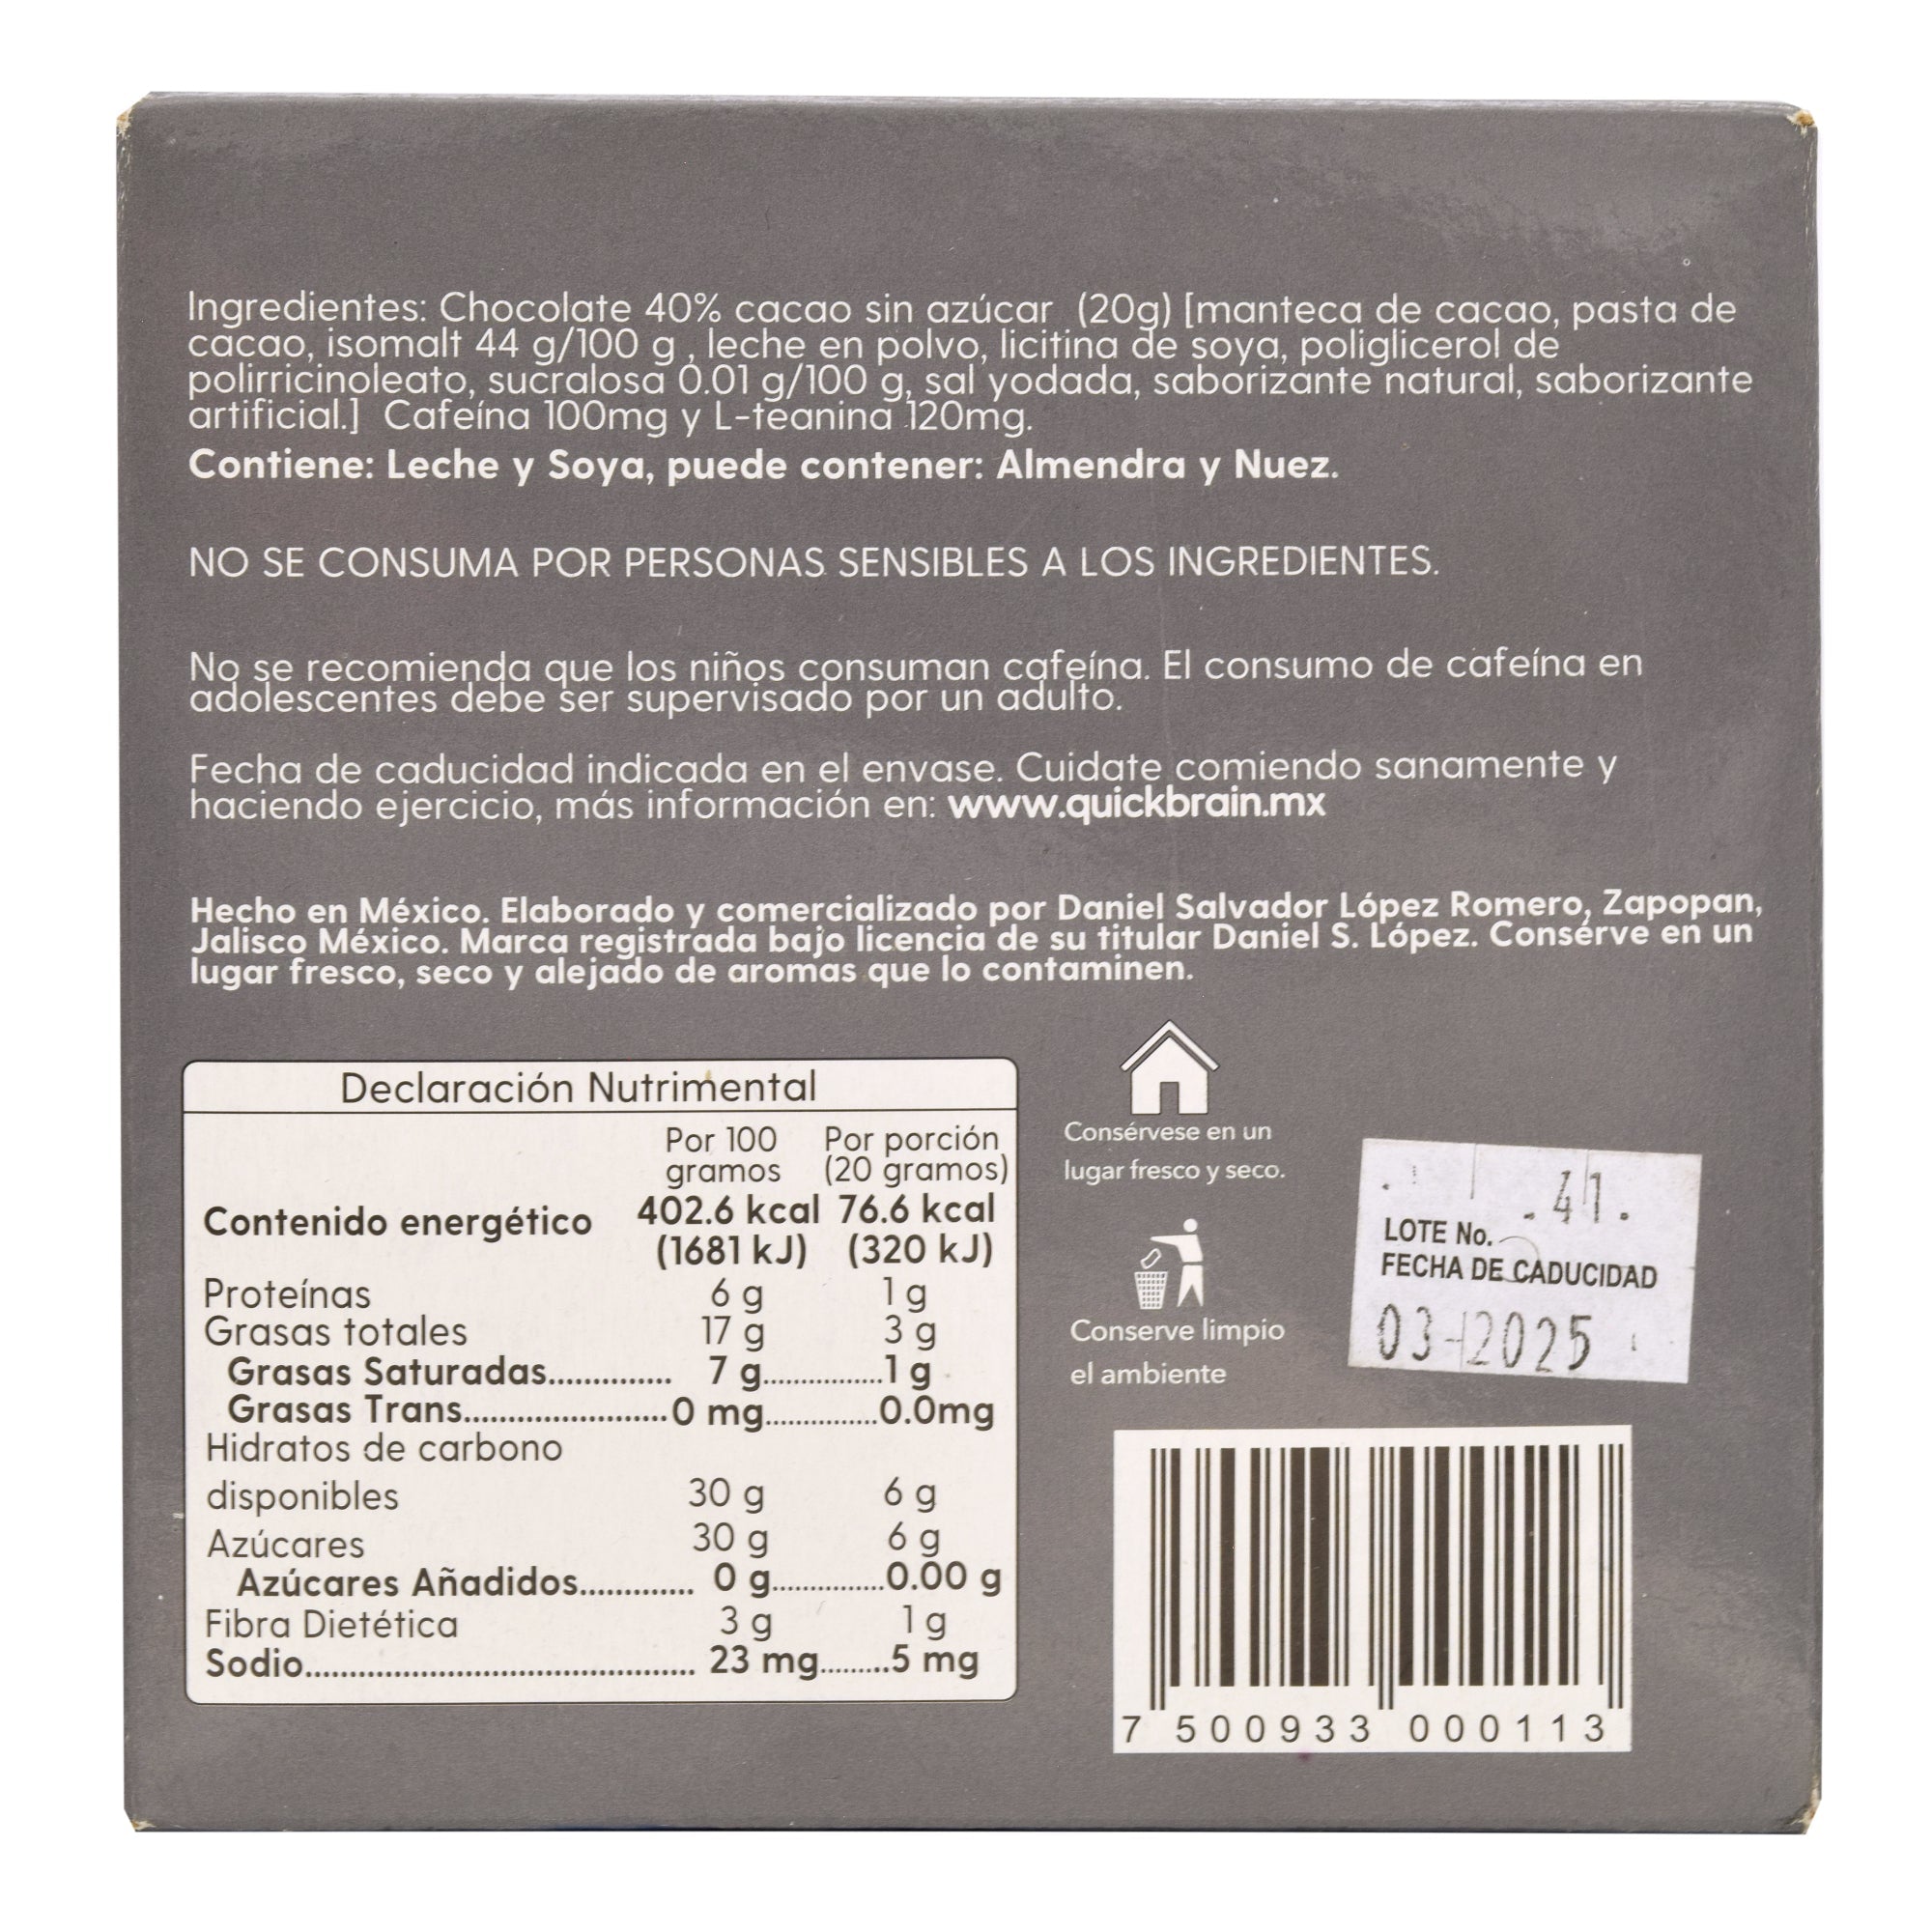 Ingredientes: Chocolate 40% cacao sin azúcar (20g) [manteca de cacao, pasta de
cacao, isomalt 44 g/100 g , leche en polvo, licitina de soya, poliglicerol de
polirricinoleato, sucralosa 0.01 g/100 g, sal yodada, saborizante natural, saborizante
artificial.] Cafeína 100mg y L-teanina 120mg.
Contiene: Leche y Soya, puede contener: Almendra y Nuez.
NO SE CONSUMA POR PERSONAS SENSIBLES A LOS INGREDIENTES.
No se recomienda que los niños consuman cafeína. El consumo de cafeína en
adolescentes debe ser supervisado por un adulto.
Fecha de caducidad indicada en el envase. Cuidate comiendo sanamente y
haciendo ejercicio, más información en: www.quickbrain.mx
Hecho en México. Elaborado y comercializado por Daniel Salvador López Romero, Zapopan,
Jalisco México. Marca registrada bajo licencia de su titular Daniel S. López. Consérve en un
lugar fresco, seco y alejado de aromas que lo contaminen.
Declaración Nutrimental
Por 100 Por porción
gramos (20 gramos)
Contenido energético 402.6 kcal 76.6 kcal
(1681 kJ) (320 kJ)
Proteínas 6 g 1 g
Grasas totales 17 g 3 g
Grasas Saturadas.............. 7 g................1 g
Grasas Trans.......................0 mg...............0.0mg
Hidratos de carbono
disponibles 30 g 6 g
Azúcares 30 g 6 g
Azúcares Añadidos............. 0 g...............0.00 g
Fibra Dietética 3 g 1 g
Sodio............................................ 23 mg.........5 mg
Consérvese en un
lugar fresco y seco.
Conserve limpio
el ambiente
LOTE No. 41.
FECHA DE CADUCIDAD
03-2025
7 500933 000113